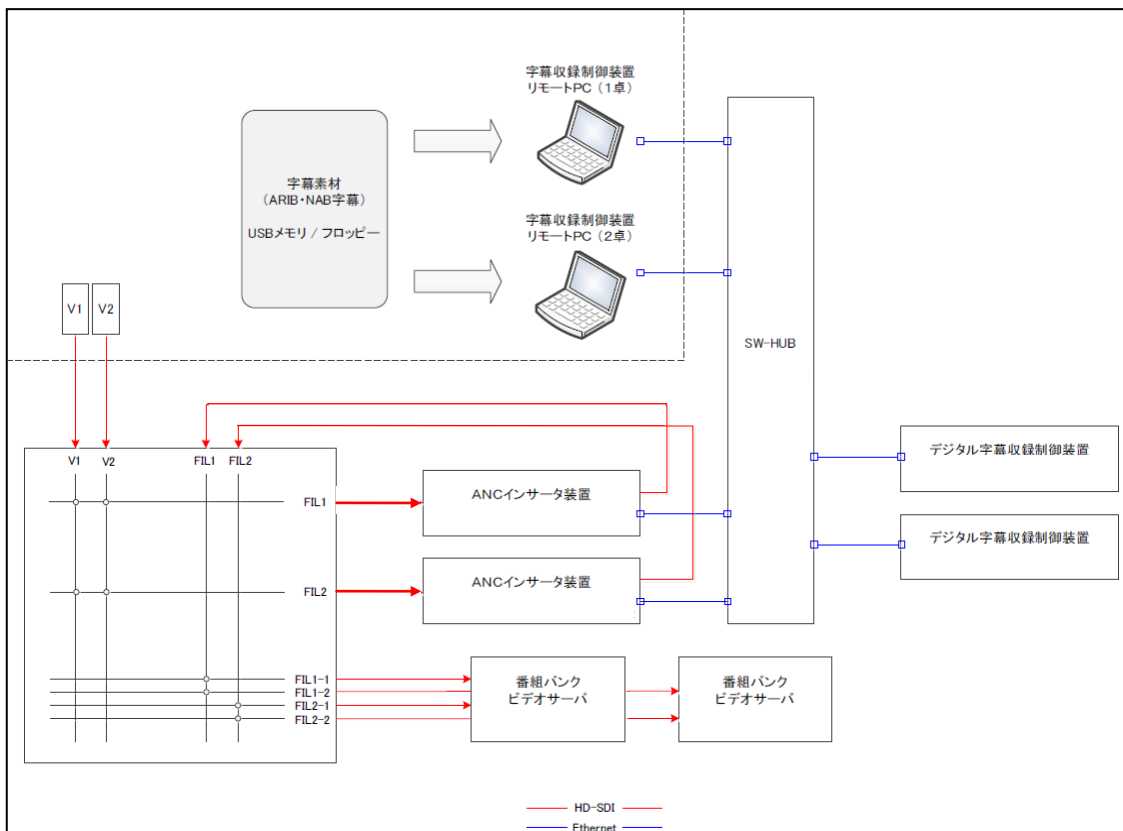 字幕収録制御装置
リモートPC（1卓）
字幕素材
（ARIB・NAB字幕）
USBメモリ / フロッピー
字幕収録制御装置
リモートPC（2卓）
V1
V2
SW-HUB
V1
V2
FIL1
FIL2
FIL1
ANCインサータ装置
デジタル字幕収録制御装置
デジタル字幕収録制御装置
FIL2
ANCインサータ装置
FIL1-1
FIL1-2
FIL2-1
FIL2-2
番組バンク
ビデオサーバ
番組バンク
ビデオサーバ
HD-SDI
Ethernet